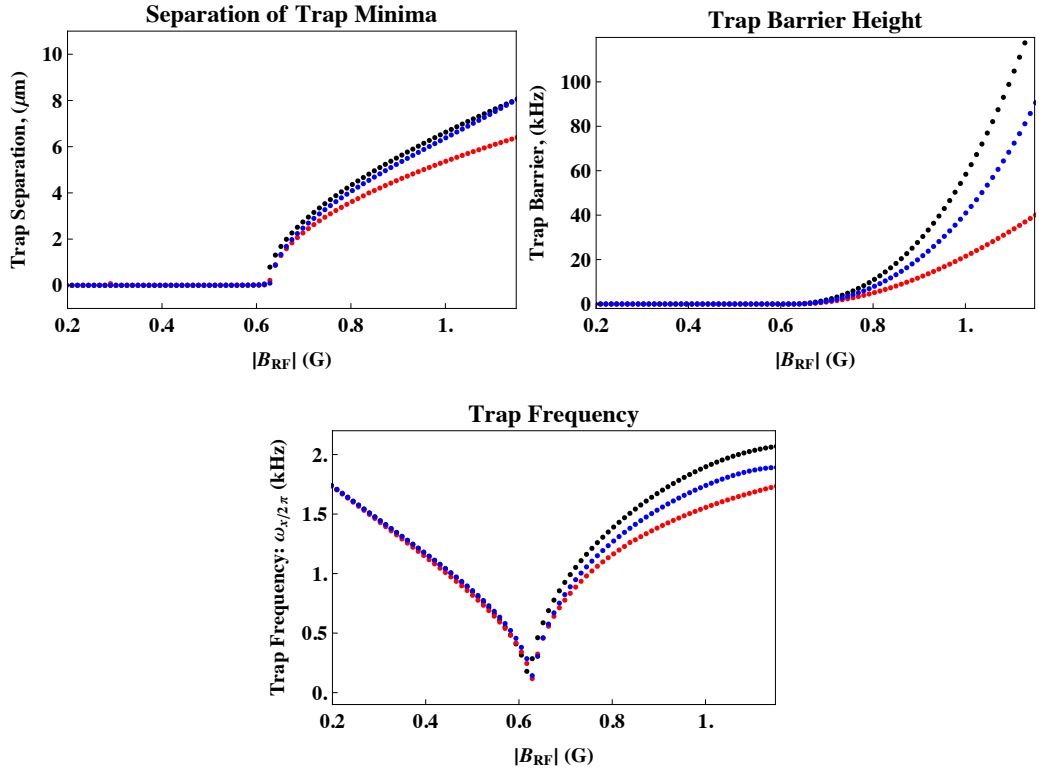 Separation of Trap Minima
Trap Separation, (μm)
10
8
6
4
2
0
0.2 0.4 0.6 0.8 1.
|B_RF| (G)
Trap Barrier Height
Trap Barrier, (kHz)
100
80
60
40
20
0
0.2 0.4 0.6 0.8 1.
|B_RF| (G)
Trap Frequency
Trap Frequency: ω_x/2π (kHz)
2.
1.5
1.
0.5
0.
0.2 0.4 0.6 0.8 1.
|B_RF| (G)